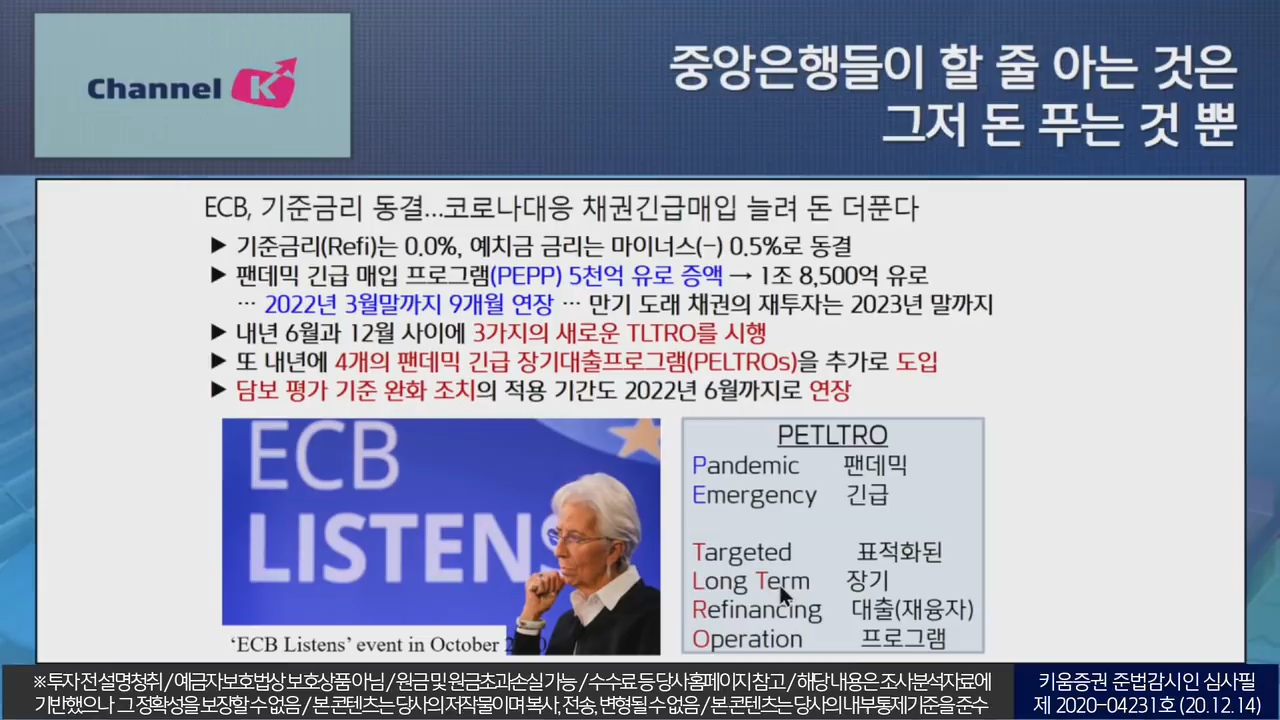 Channel K
중앙은행들이 할 줄 아는 것은
그저 돈 푸는 것 뿐
ECB, 기준금리 동결...코로나대응 채권긴급매입 늘려 돈 더푼다
▶ 기준금리(Refi)는 0.0%, 예치금 금리는 마이너스(-) 0.5%로 동결
▶ 팬데믹 긴급 매입 프로그램(PEPP) 5천억 유로 증액 → 1조 8,500억 유로
… 2022년 3월말까지 9개월 연장 … 만기 도래 채권의 재투자는 2023년 말까지
▶ 내년 6월과 12월 사이에 3가지의 새로운 TLTRO를 시행
▶ 또 내년에 4개의 팬데믹 긴급 장기대출프로그램(PELTROs)을 추가로 도입
▶ 담보 평가 기준 완화 조치의 적용 기간도 2022년 6월까지로 연장
ECB
LISTENS
‘ECB Listens’ event in October
PETLTRO
Pandemic 팬데믹
Emergency 긴급
Targeted 표적화된
Long Term 장기
Refinancing 대출(재융자)
Operation 프로그램
※ 투자 전 설명청취 / 예금자보호법상 보호상품 아님 / 원금 및 원금초과손실 가능 / 수수료 등 당사홈페이지 참고 / 해당 내용은 조사분석자료에
기반했으나 그 정확성을 보장할 수 없음 / 본 콘텐츠는 당사의 저작물이며 복사, 전송, 변형될 수 없음 / 본 콘텐츠는 당사의 내부통제기준을 준수
키움증권 준법감시인 심사필
제 2020-04231호 (20.12.14)